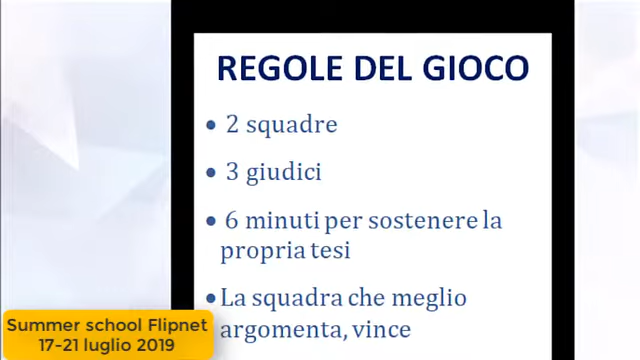 REGOLE DEL GIOCO
• 2 squadre
• 3 giudici
• 6 minuti per sostenere la
propria tesi
• La squadra che meglio
argomenta, vince
Summer school Flipnet
17-21 luglio 2019